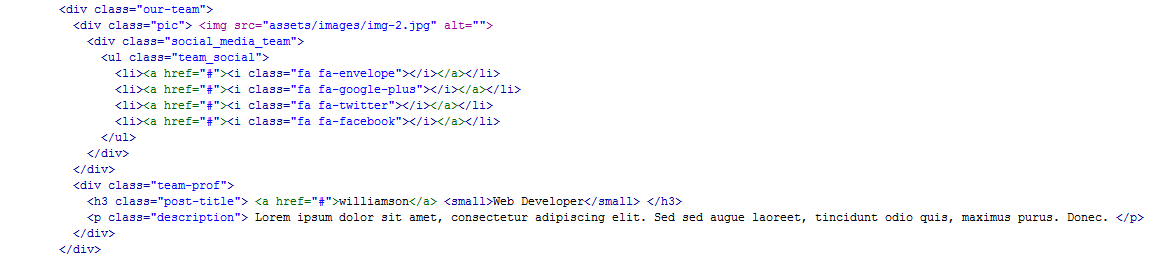 <div class="our-team">
<div class="pic"> <img src="assets/images/img-2.jpg" alt="">
<div class="social_media_team">
<ul class="team_social">
<li><a href="#"><i class="fa fa-envelope"></i></a></li>
<li><a href="#"><i class="fa fa-google-plus"></i></a></li>
<li><a href="#"><i class="fa fa-twitter"></i></a></li>
<li><a href="#"><i class="fa fa-facebook"></i></a></li>
</ul>
</div>
</div>
<div class="team-prof">
<h3 class="post-title"> <a href="#">williamson</a> <small>Web Developer</small> </h3>
<p class="description"> Lorem ipsum dolor sit amet, consectetur adipiscing elit. Sed sed augue laoreet, tincidunt odio quis, maximus purus. Donec. </p>
</div>
</div>